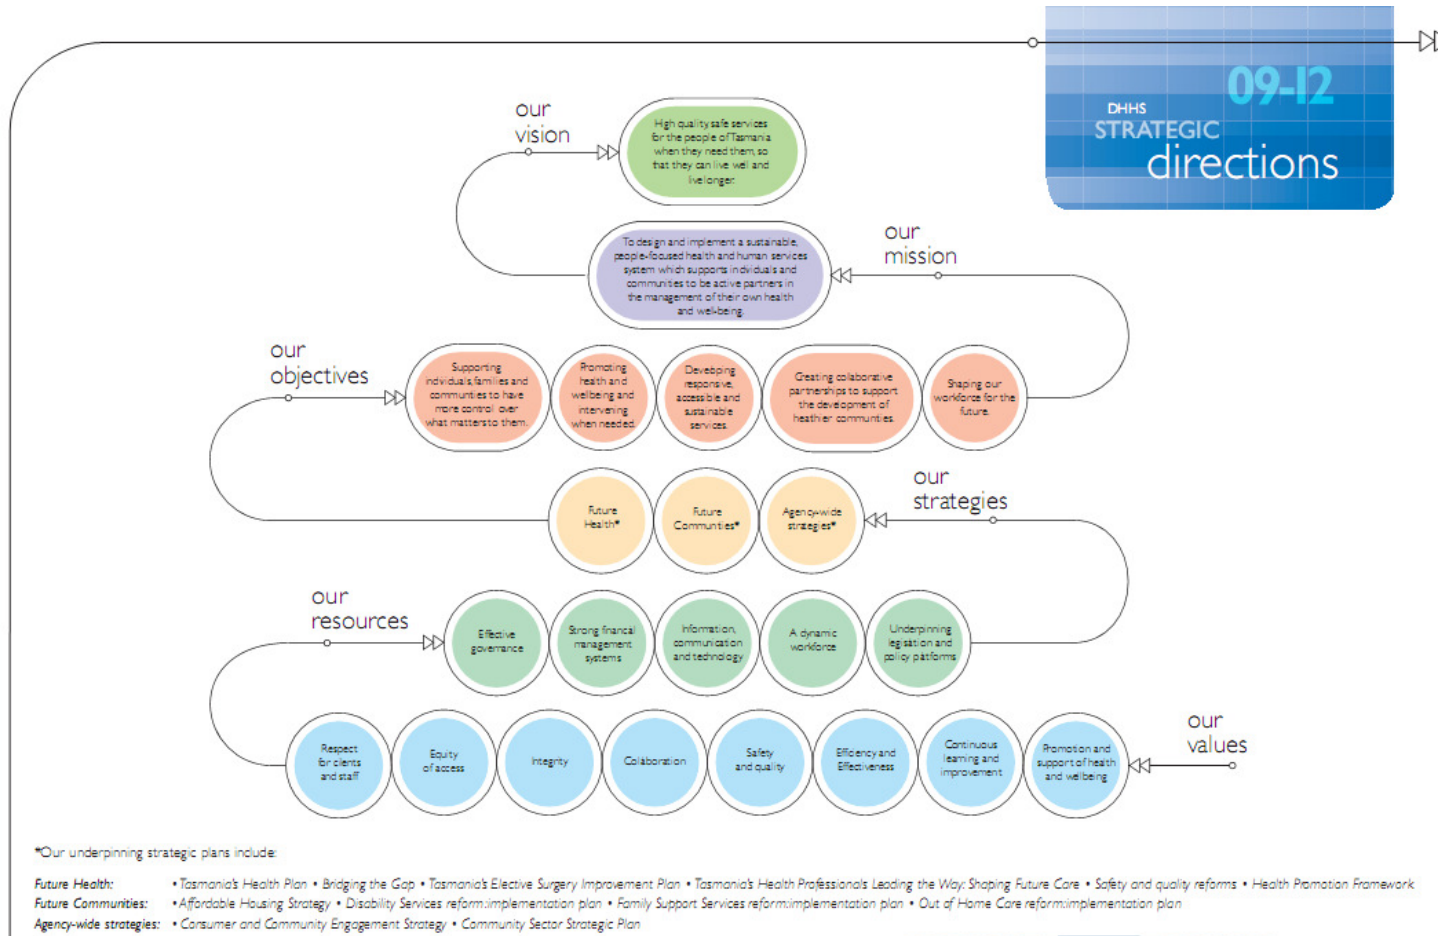 09-12
DHHS
STRATEGIC
directions
our
vision
High quality, safe services
for the people of Tasmania
when they need them, so
that they can live well and
live longer.
our
mission
To design and implement a sustainable,
people-focused health and human services
system which supports individuals and
communities to be active partners in
the management of their own health
and well-being.
our
objectives
Supporting
individuals, families and
communities to have
more control over
what matters to them.
Promoting
health and
wellbeing and
intervening
when needed.
Developing
responsive,
accessible and
sustainable
services.
Creating collaborative
partnerships to support
the development of
heathier communities.
Shaping our
workforce for the
future.
our
strategies
Future
Health*
Future
Communities*
Agency-wide
strategies*
our
resources
Effective
governance
Strong financal
management
systems
Information,
communication
and technology
A dynamic
workforce
Underpinning
legislation and
policy platforms
our
values
Respect
for clients
and staff
Equity
of access
Integrity
Collaboration
Safety
and quality
Efficiency and
Effectiveness
Continuous
learning and
improvement
Promotion and
support of health
and wellbeing
*Our underpinning strategic plans include:
Future Health: • Tasmania's Health Plan • Bridging the Gap • Tasmania's Elective Surgery Improvement Plan • Tasmania's Health Professionals Leading the Way: Shaping Future Care • Safety and quality reforms • Health Promotion Framework
Future Communities: • Affordable Housing Strategy • Disability Services reform:implementation plan • Family Support Services reform:implementation plan • Out of Home Care reform:implementation plan
Agency-wide strategies: • Consumer and Community Engagement Strategy • Community Sector Strategic Plan